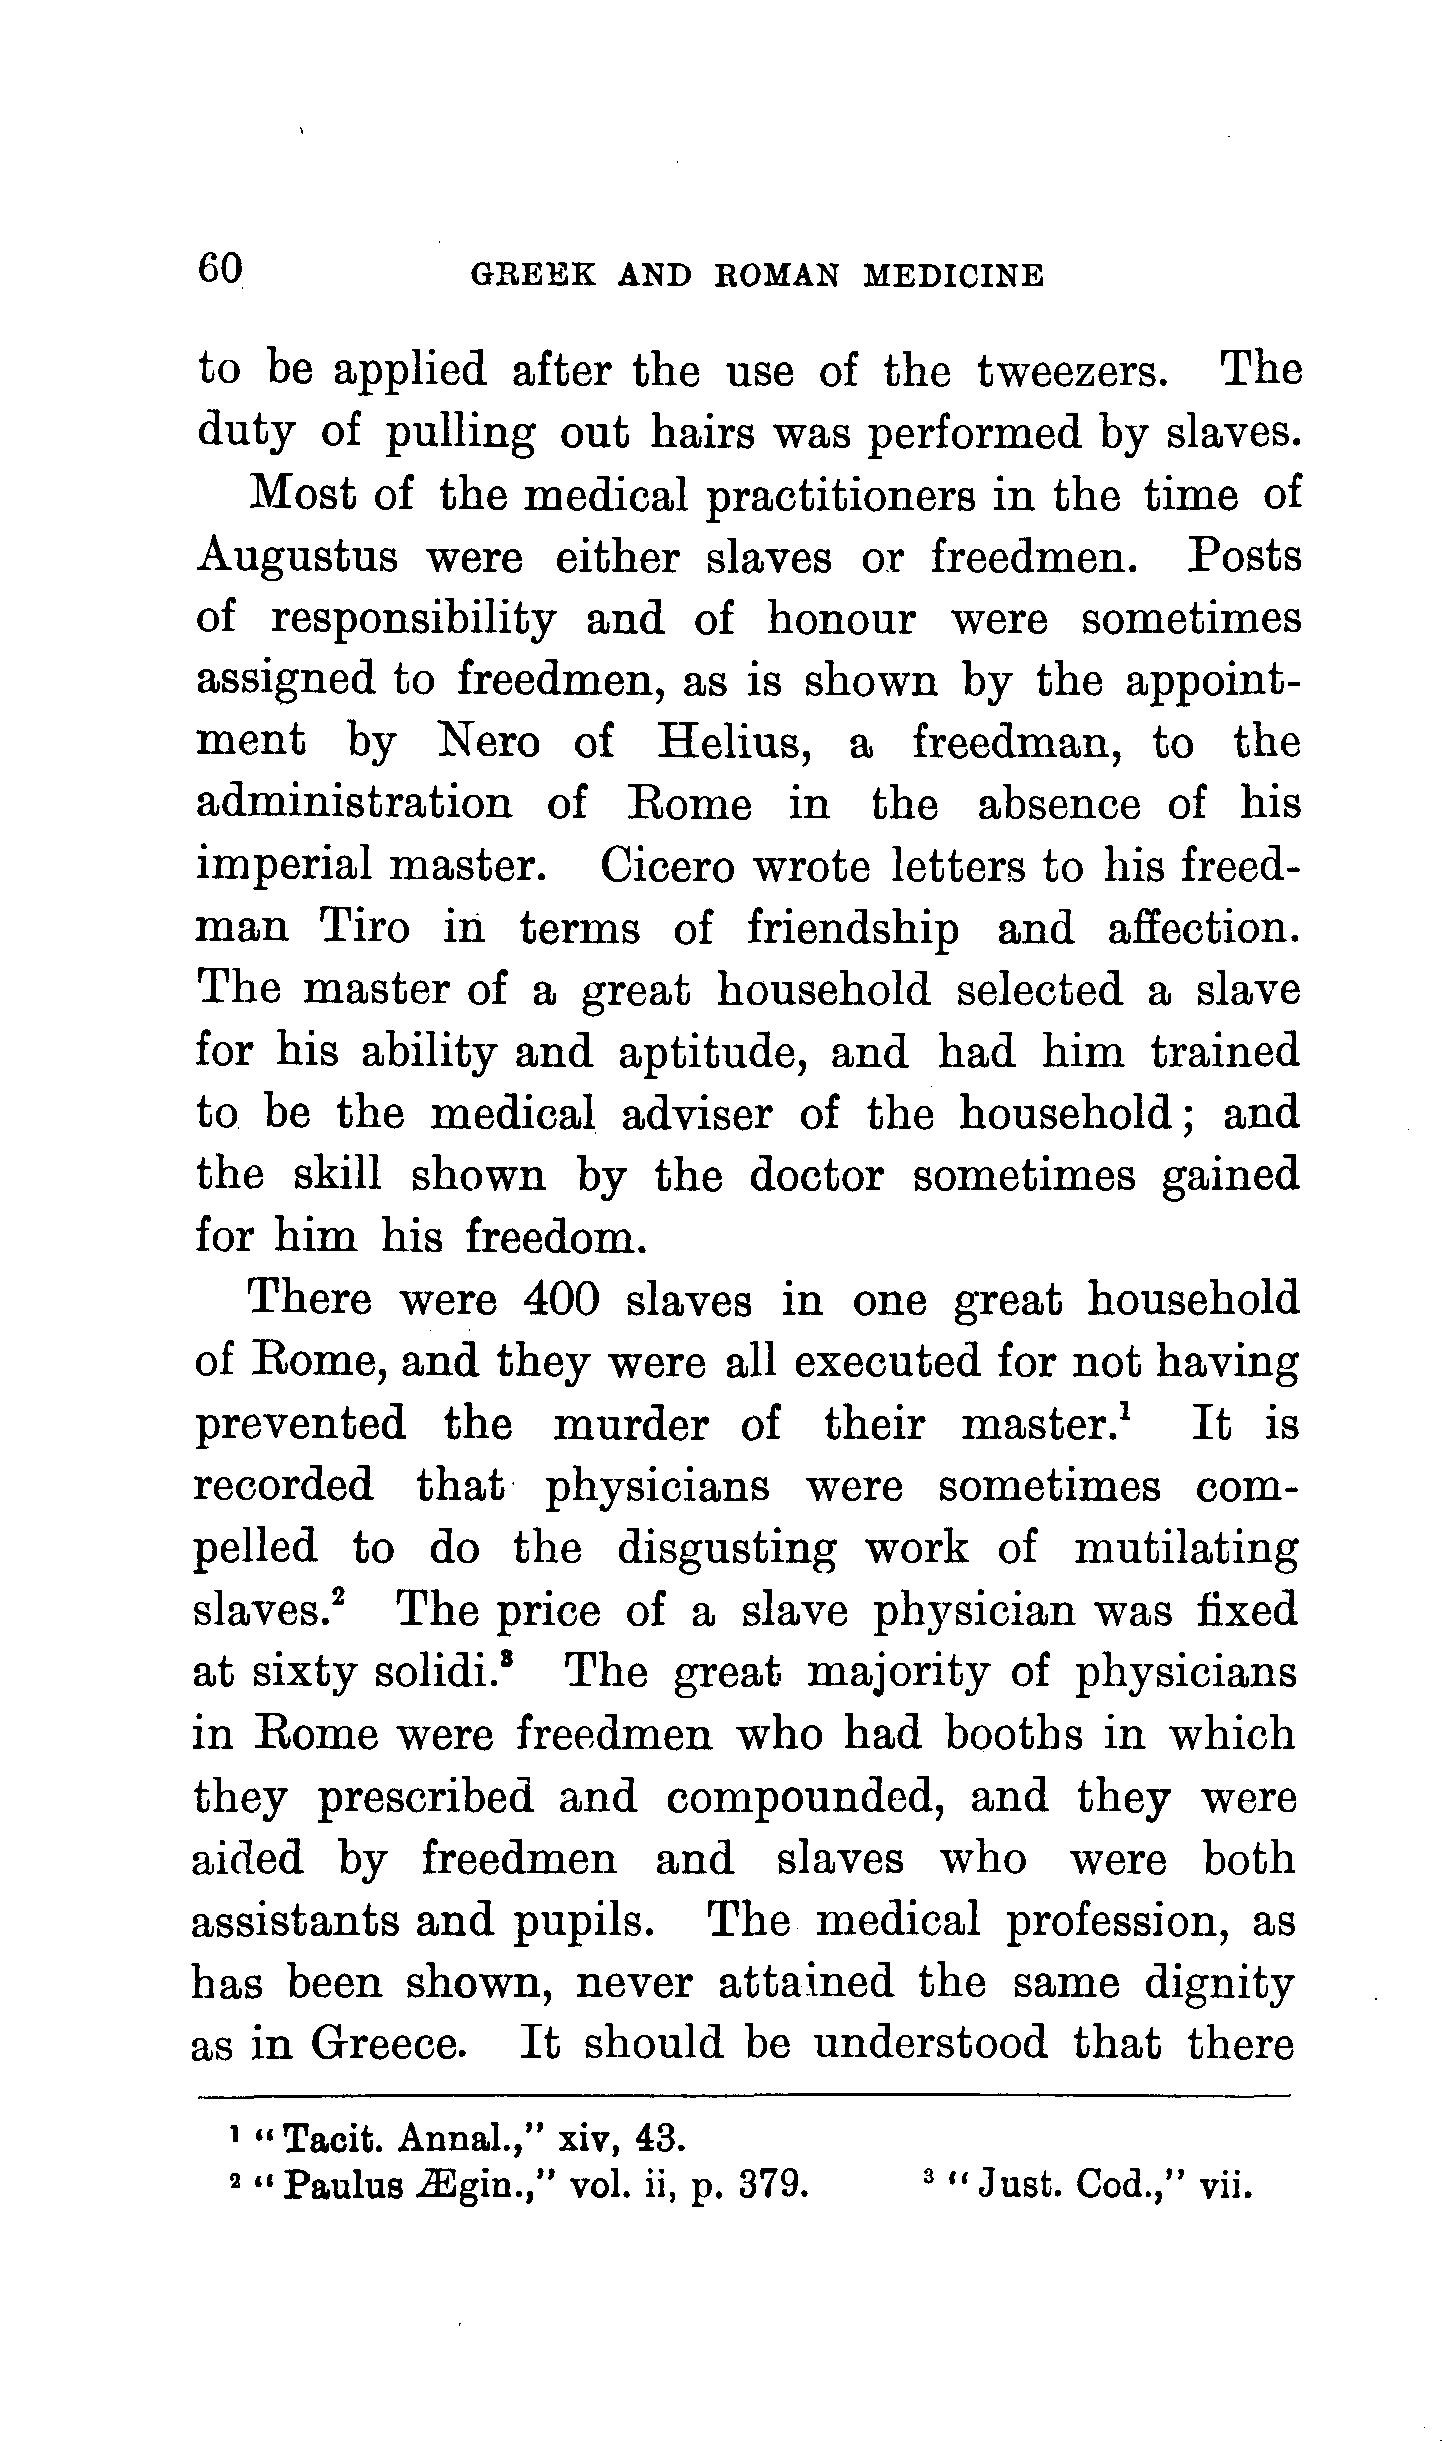 60 GREEK AND ROMAN MEDICINE
to be applied after the use of the tweezers. The
duty of pulling out hairs was performed by slaves.
Most of the medical practitioners in the time of
Augustus were either slaves or freedmen. Posts
of responsibility and of honour were sometimes
assigned to freedmen, as is shown by the appoint-
ment by Nero of Helius, a freedman, to the
administration of Rome in the absence of his
imperial master. Cicero wrote letters to his freed-
man Tiro in terms of friendship and affection.
The master of a great household selected a slave
for his ability and aptitude, and had him trained
to be the medical adviser of the household; and
the skill shown by the doctor sometimes gained
for him his freedom.
There were 400 slaves in one great household
of Rome, and they were all executed for not having
prevented the murder of their master.¹ It is
recorded that physicians were sometimes com-
pelled to do the disgusting work of mutilating
slaves.² The price of a slave physician was fixed
at sixty solidi.³ The great majority of physicians
in Rome were freedmen who had booths in which
they prescribed and compounded, and they were
aided by freedmen and slaves who were both
assistants and pupils. The medical profession, as
has been shown, never attained the same dignity
as in Greece. It should be understood that there
¹ "Tacit. Annal.," xiv, 43.
² "Paulus Ægin.," vol. ii, p. 379. ³ "Just. Cod.," vii.